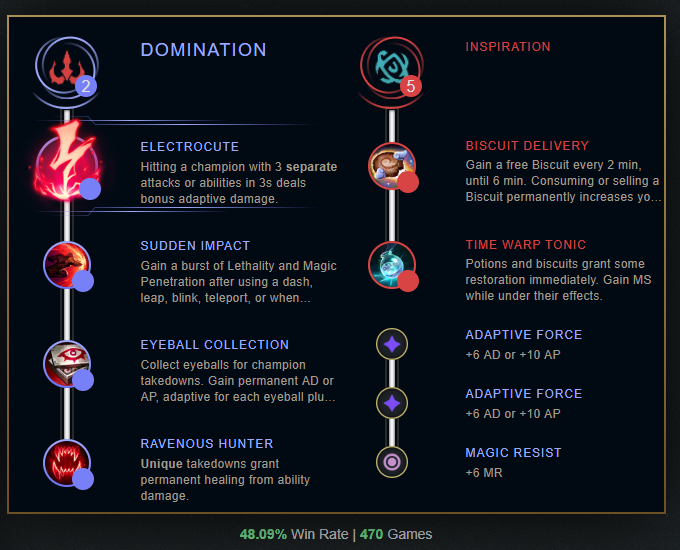 DOMINATION
2
ELECTROCUTE
Hitting a champion with 3 separate
attacks or abilities in 3s deals
bonus adaptive damage.
SUDDEN IMPACT
Gain a burst of Lethality and Magic
Penetration after using a dash,
leap, blink, teleport, or when...
EYEBALL COLLECTION
Collect eyeballs for champion
takedowns. Gain permanent AD or
AP, adaptive for each eyeball plu...
RAVENOUS HUNTER
Unique takedowns grant
permanent healing from ability
damage.
INSPIRATION
5
BISCUIT DELIVERY
Gain a free Biscuit every 2 min,
until 6 min. Consuming or selling a
Biscuit permanently increases yo...
TIME WARP TONIC
Potions and biscuits grant some
restoration immediately. Gain MS
while under their effects.
ADAPTIVE FORCE
+6 AD or +10 AP
ADAPTIVE FORCE
+6 AD or +10 AP
MAGIC RESIST
+6 MR
48.09% Win Rate | 470 Games